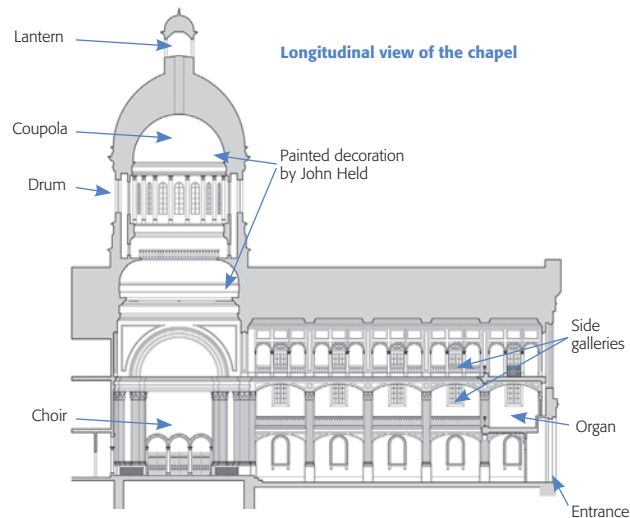 Lantern
Longitudinal view of the chapel
Coupola
Painted decoration
by John Held
Drum
Side
galleries
Choir
Organ
Entrance